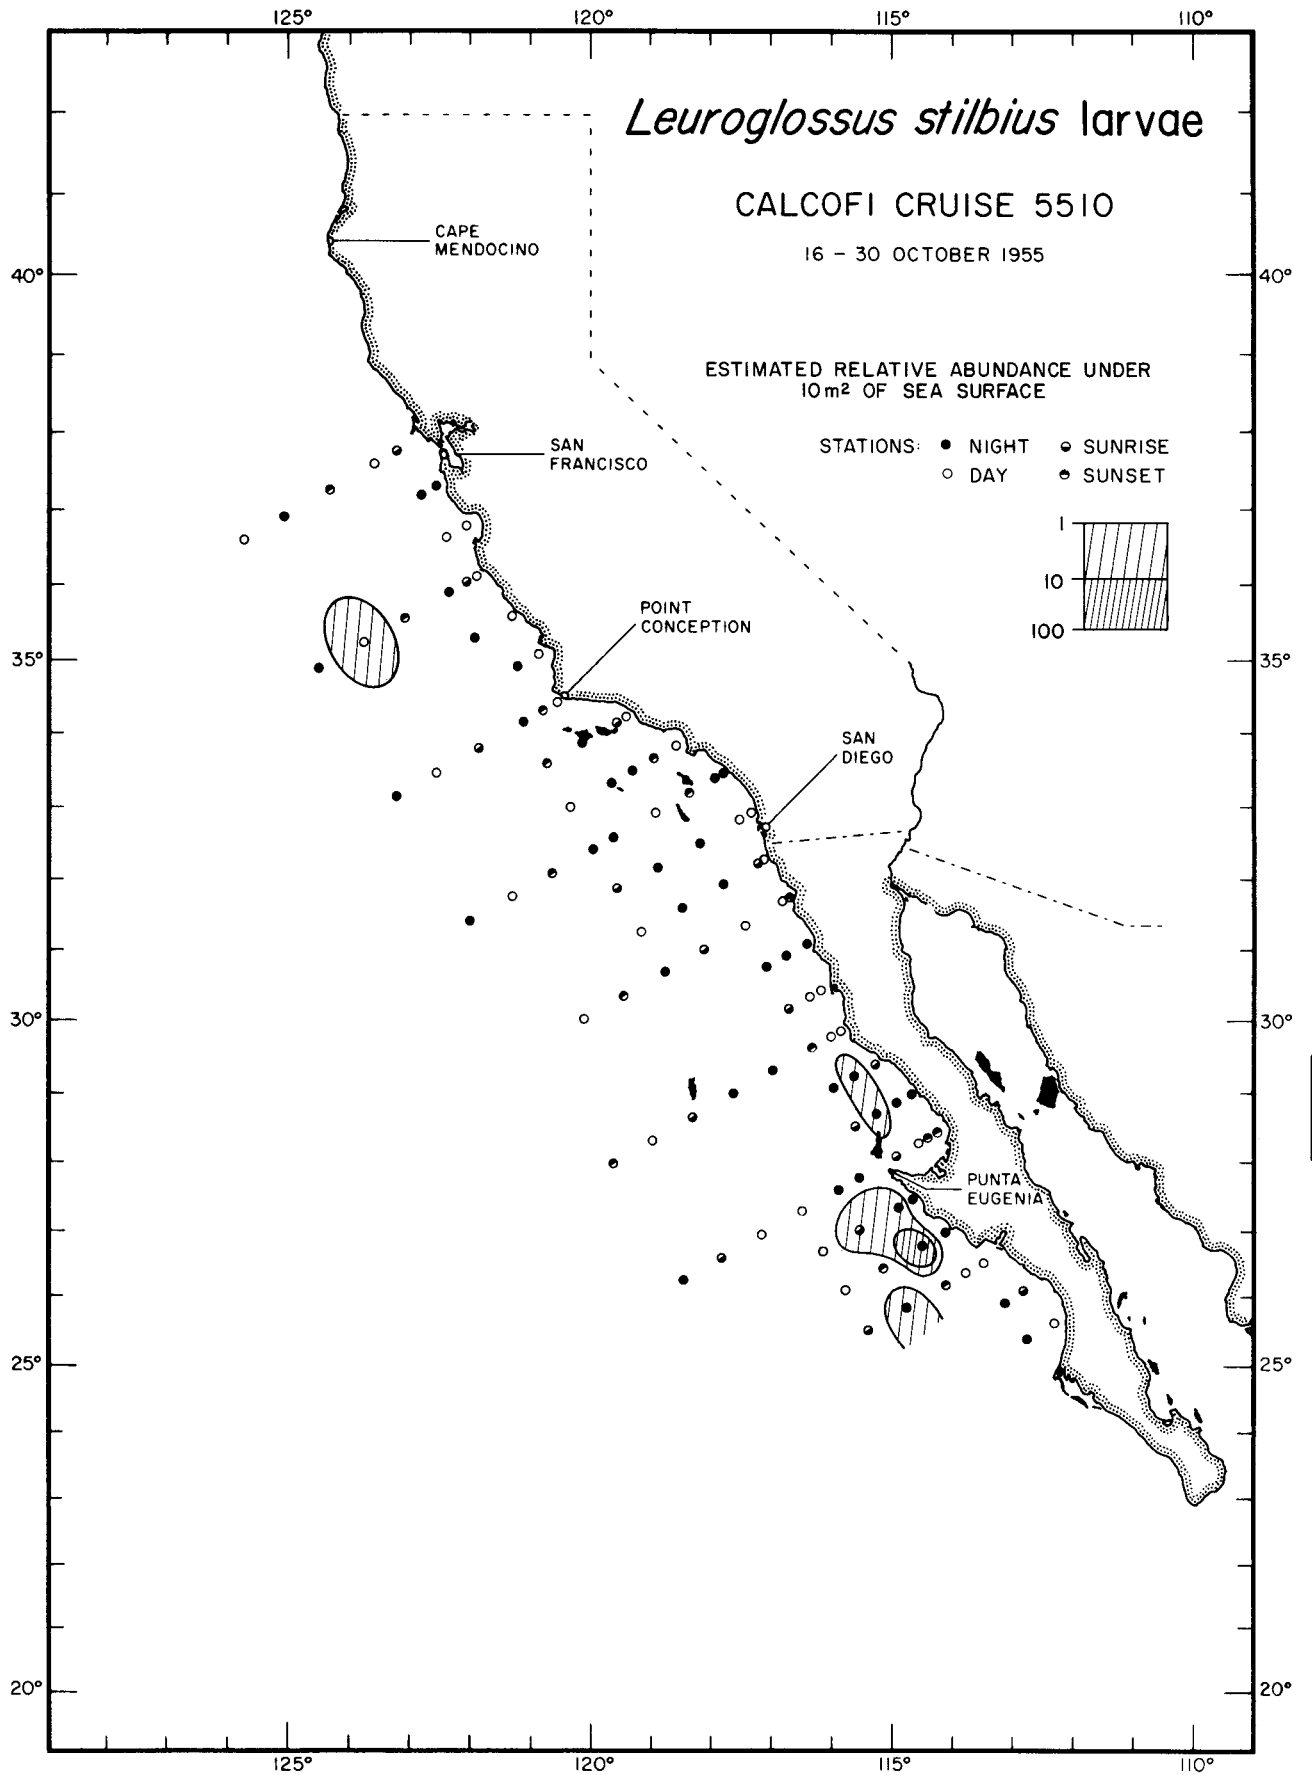 125° 120° 115° 110°
Leuroglossus stilbius larvae
CALCOFI CRUISE 5510
16 – 30 OCTOBER 1955
CAPE
MENDOCINO
40° 40°
ESTIMATED RELATIVE ABUNDANCE UNDER
10 m² OF SEA SURFACE
STATIONS: NIGHT SUNRISE
DAY SUNSET
SAN
FRANCISCO
1
10
100
POINT
CONCEPTION
35° 35°
SAN
DIEGO
30° 30°
PUNTA
EUGENIA
25° 25°
20° 20°
125° 120° 115° 110°